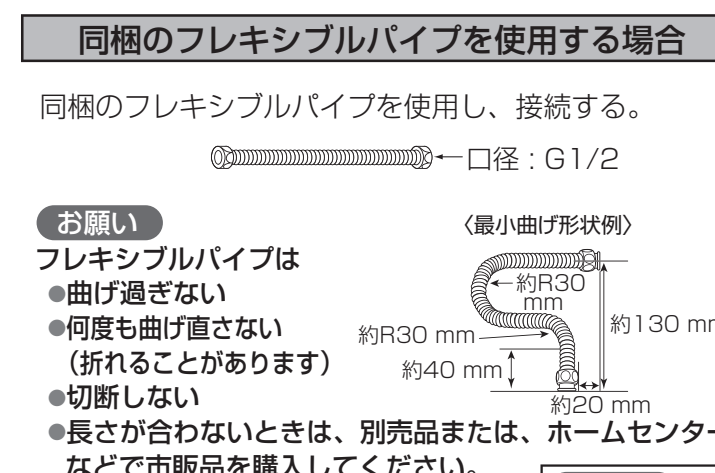 同梱のフレキシブルパイプを使用する場合
同梱のフレキシブルパイプを使用し、接続する。
口径：G1/2
お願い
フレキシブルパイプは
●曲げ過ぎない
●何度も曲げ直さない
（折れることがあります）
●切断しない
●長さが合わないときは、別売品または、ホームセンター
などで市販品を購入してください。
〈最小曲げ形状例〉
約R30
mm
約R30 mm
約130 mm
約40 mm
約20 mm